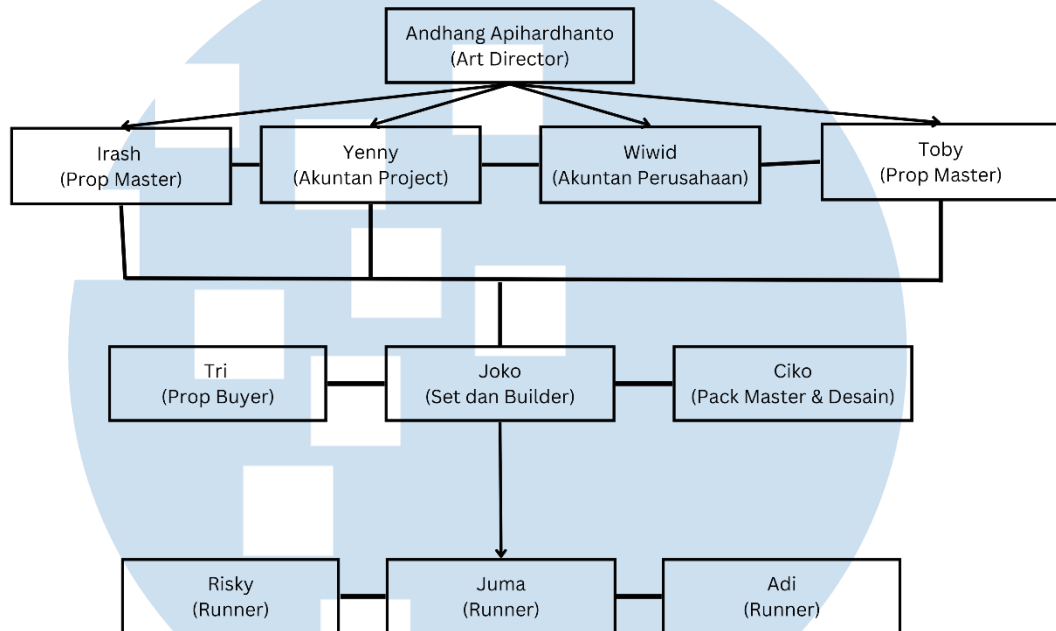 Andhang Apihardhanto
(Art Director)
Irash
(Prop Master)
Yenny
(Akuntan Project)
Wiwid
(Akuntan Perusahaan)
Toby
(Prop Master)
Tri
(Prop Buyer)
Joko
(Set dan Builder)
Ciko
(Pack Master & Desain)
Risky
(Runner)
Juma
(Runner)
Adi
(Runner)